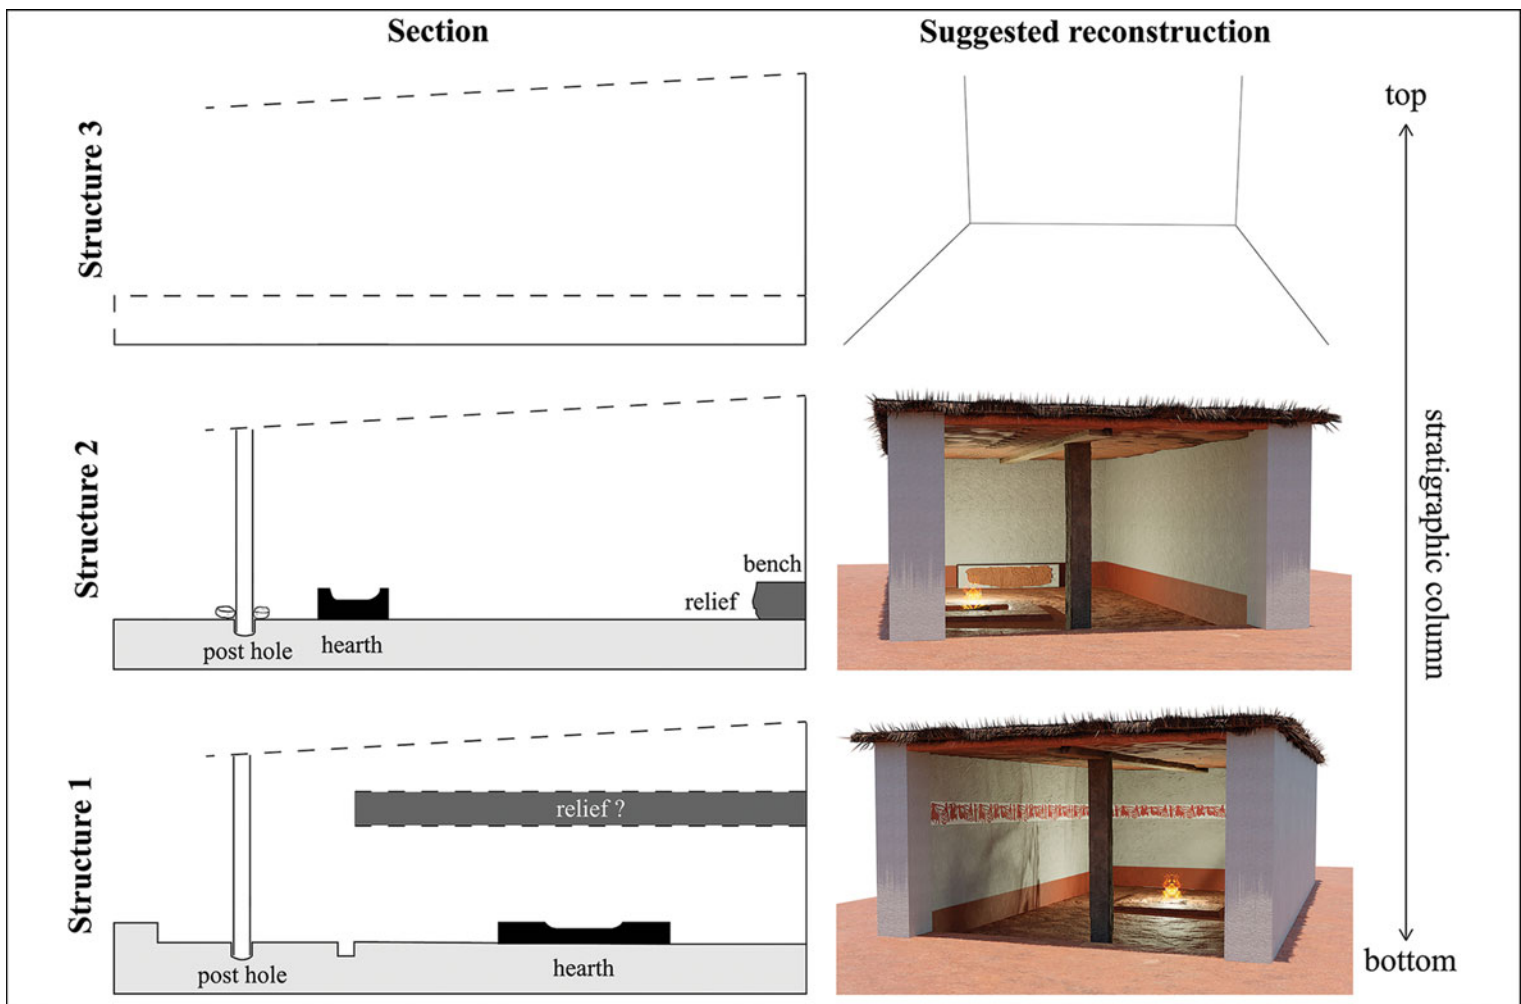 Section
Suggested reconstruction
top
Structure 3
Structure 2
bench
relief
post hole
hearth
stratigraphic column
Structure 1
relief ?
post hole
hearth
bottom